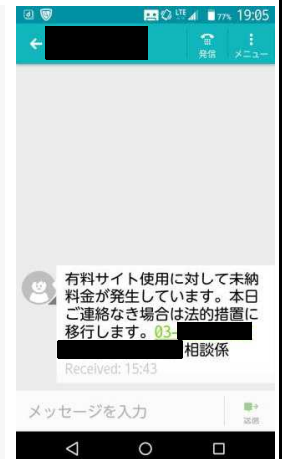 77% 19:05
発信
メニュー
有料サイト使用に対して未納
料金が発生しています。本日
ご連絡なき場合は法的措置に
移行します。03-
相談係
Received: 15:43
メッセージを入力
送信